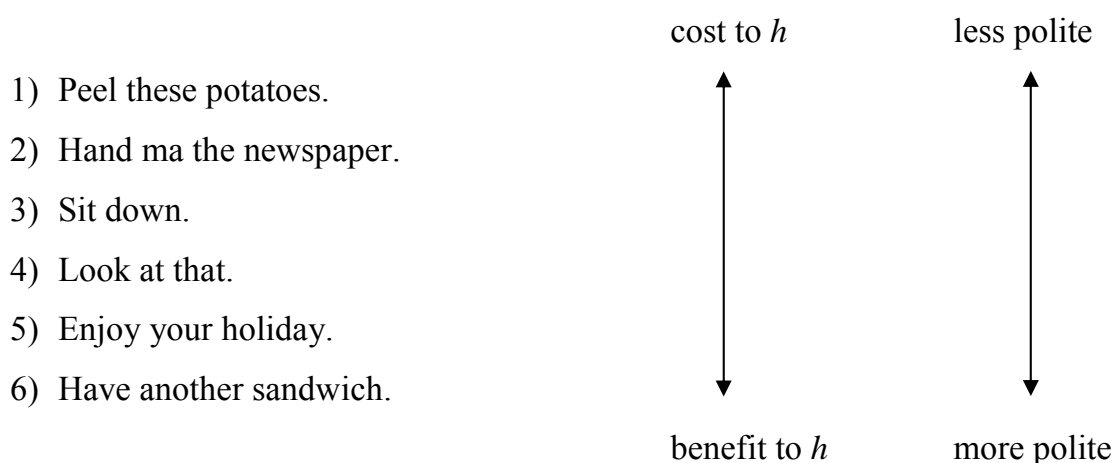 cost to h less polite
1) Peel these potatoes.
2) Hand ma the newspaper.
3) Sit down.
4) Look at that.
5) Enjoy your holiday.
6) Have another sandwich.
benefit to h more polite